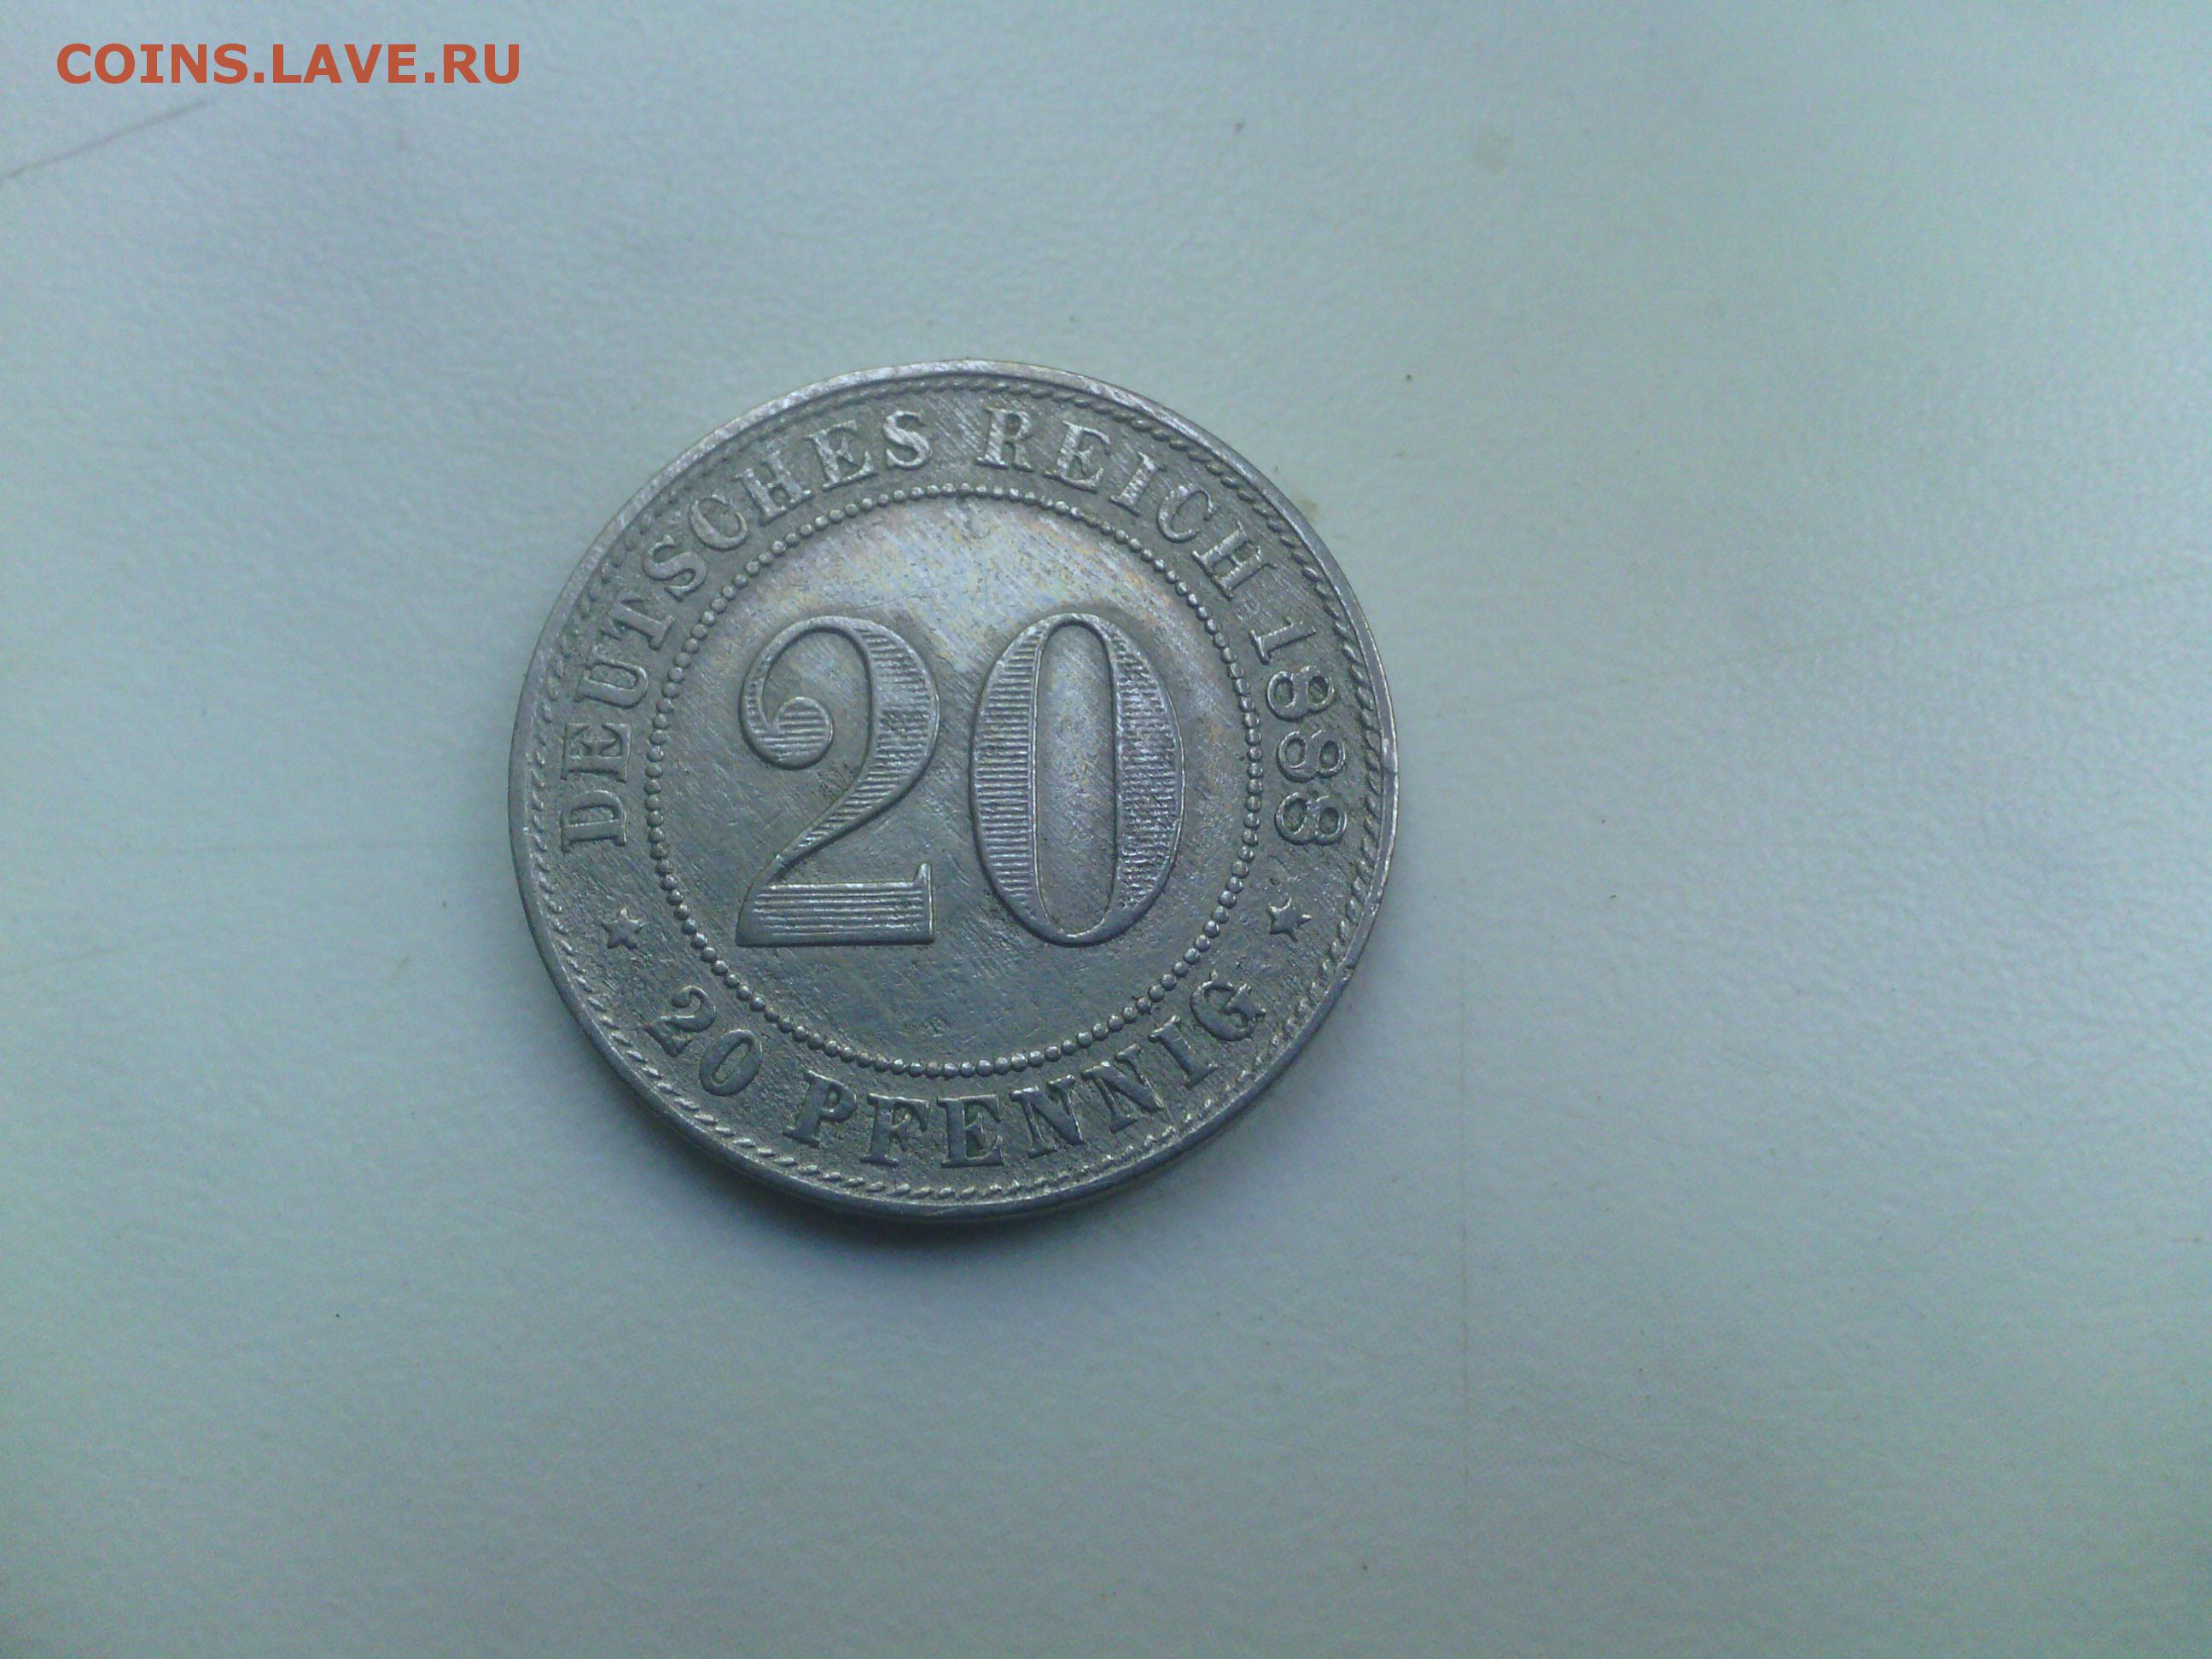 COINS.LAVE.RU
DEUTSCHES REICH 1888
20
20 PFENNIG